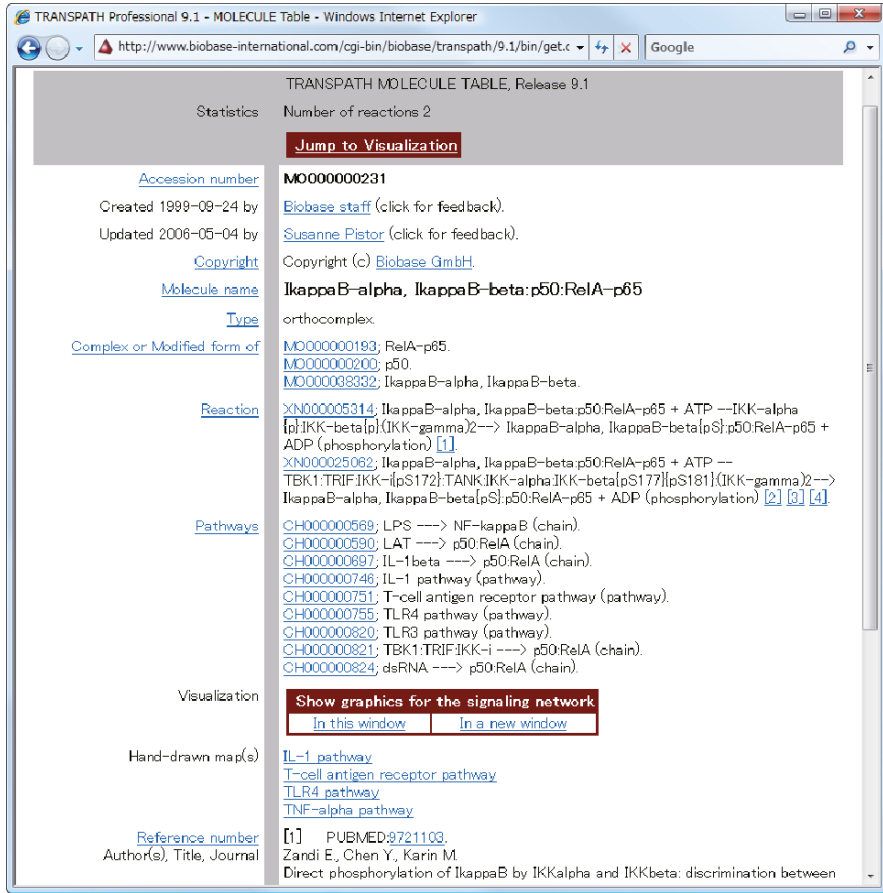 TRANSPATH Professional 9.1 - MOLECULE Table - Windows Internet Explorer
http://www.biobase-international.com/cgi-bin/biobase/transpath/9.1/bin/get.c
Google
TRANSPATH MOLECULE TABLE, Release 9.1
Statistics Number of reactions 2
Jump to Visualization
Accession number MO000000231
Created 1999-09-24 by Biobase staff (click for feedback).
Updated 2006-05-04 by Susanne Pistor (click for feedback).
Copyright Copyright (c) Biobase GmbH.
Molecule name IkappaB-alpha, IkappaB-beta:p50:RelA-p65
Type orthocomplex.
Complex or Modified form of MO000000193; RelA-p65.
MO000000200; p50.
MO000038332; IkappaB-alpha, IkappaB-beta.
Reaction XN000005314; IkappaB-alpha, IkappaB-beta:p50:RelA-p65 + ATP --IKK-alpha
{p}:IKK-beta{p}:(IKK-gamma)2--> IkappaB-alpha, IkappaB-beta{pS}:p50:RelA-p65 +
ADP (phosphorylation) [1].
XN000025062; IkappaB-alpha, IkappaB-beta:p50:RelA-p65 + ATP --
TBK1:TRIF:IKK-i{pS172}:TANK:IKK-alpha:IKK-beta{pS177}{pS181}:(IKK-gamma)2-->
IkappaB-alpha, IkappaB-beta{pS}:p50:RelA-p65 + ADP (phosphorylation) [2] [3] [4].
Pathways CH000000569; LPS ---> NF-kappaB (chain).
CH000000590; LAT ---> p50:RelA (chain).
CH000000697; IL-1beta ---> p50:RelA (chain).
CH000000746; IL-1 pathway (pathway).
CH000000751; T-cell antigen receptor pathway (pathway).
CH000000755; TLR4 pathway (pathway).
CH000000820; TLR3 pathway (pathway).
CH000000821; TBK1:TRIF:IKK-i ---> p50:RelA (chain).
CH000000824; dsRNA ---> p50:RelA (chain).
Visualization Show graphics for the signaling network
In this window In a new window
Hand-drawn map(s) IL-1 pathway
T-cell antigen receptor pathway
TLR4 pathway
TNF-alpha pathway
Reference number [1] PUBMED:9721103.
Author(s), Title, Journal Zandi E., Chen Y., Karin M.
Direct phosphorylation of IkappaB by IKKalpha and IKKbeta: discrimination between